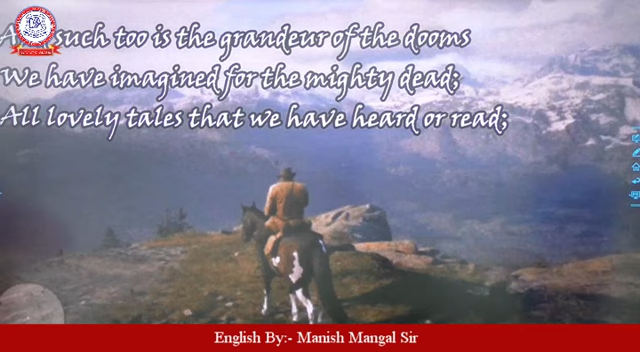 such too is the grandeur of the dooms
We have imagined for the mighty dead;
All lovely tales that we have heard or read;
English By:- Manish Mangal Sir